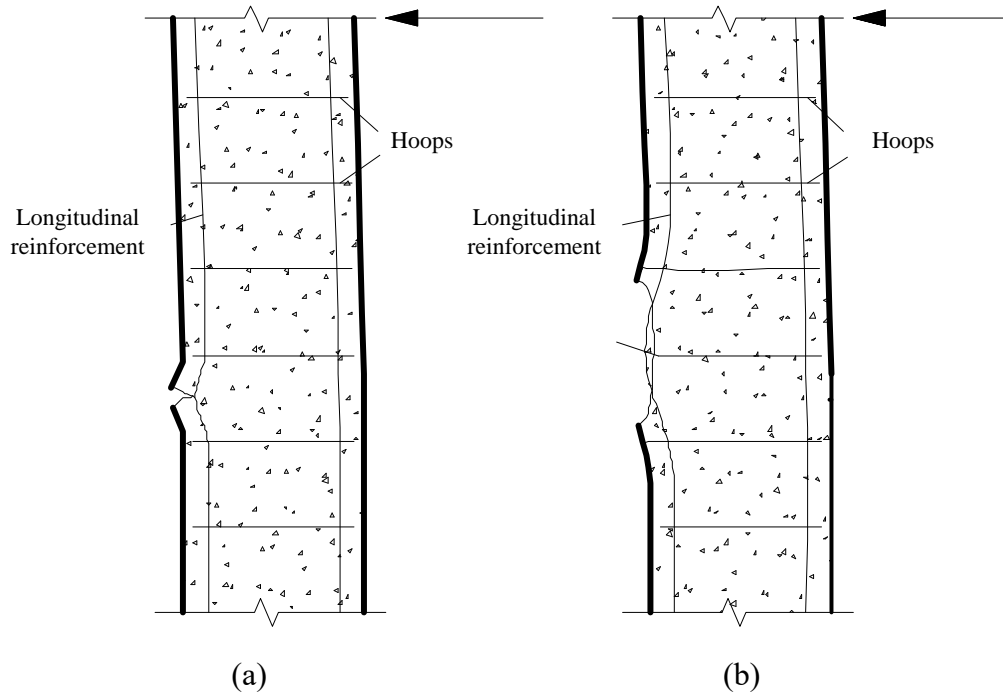 Hoops
Longitudinal
reinforcement
(a)
Hoops
Longitudinal
reinforcement
(b)